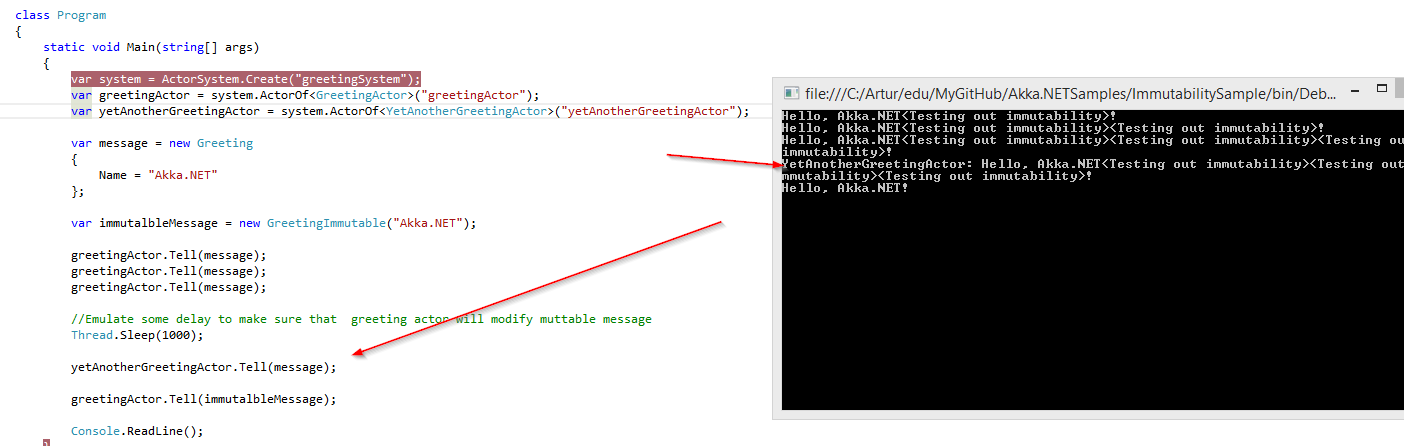 class Program
{
static void Main(string[] args)
{
var system = ActorSystem.Create("greetingSystem");
var greetingActor = system.ActorOf<GreetingActor>("greetingActor");
var yetAnotherGreetingActor = system.ActorOf<YetAnotherGreetingActor>("yetAnotherGreetingActor");
var message = new Greeting
{
Name = "Akka.NET"
};
var immutalbleMessage = new GreetingImmutable("Akka.NET");
greetingActor.Tell(message);
greetingActor.Tell(message);
greetingActor.Tell(message);
//Emulate some delay to make sure that  greeting actor will modify muttable message
Thread.Sleep(1000);
yetAnotherGreetingActor.Tell(message);
greetingActor.Tell(immutalbleMessage);
Console.ReadLine();
}
file:///C:/Artur/edu/MyGitHub/Akka.NETSamples/ImmutabilitySample/bin/Deb...
Hello, Akka.NET<Testing out immutability>!
Hello, Akka.NET<Testing out immutability><Testing out immutability>!
Hello, Akka.NET<Testing out immutability><Testing out immutability><Testing ou
immutability>!
YetAnotherGreetingActor: Hello, Akka.NET<Testing out immutability><Testing out
mmutability><Testing out immutability>!
Hello, Akka.NET!